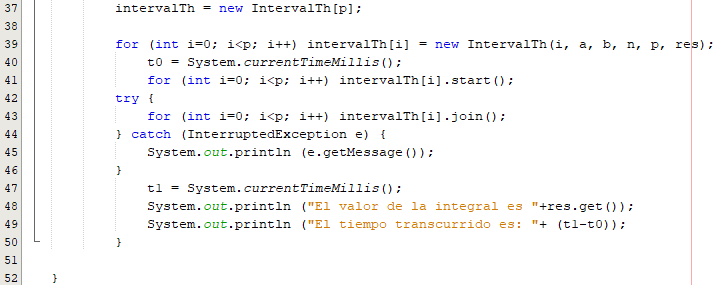 37 intervalTh = new IntervalTh[p];
38
39 for (int i=0; i<p; i++) intervalTh[i] = new IntervalTh(i, a, b, n, p, res);
40 t0 = System.currentTimeMillis();
41 for (int i=0; i<p; i++) intervalTh[i].start();
42 try {
43 for (int i=0; i<p; i++) intervalTh[i].join();
44 } catch (InterruptedException e) {
45 System.out.println (e.getMessage());
46 }
47 t1 = System.currentTimeMillis();
48 System.out.println ("El valor de la integral es "+res.get());
49 System.out.println ("El tiempo transcurrido es: "+ (t1-t0));
50 }
51
52 }